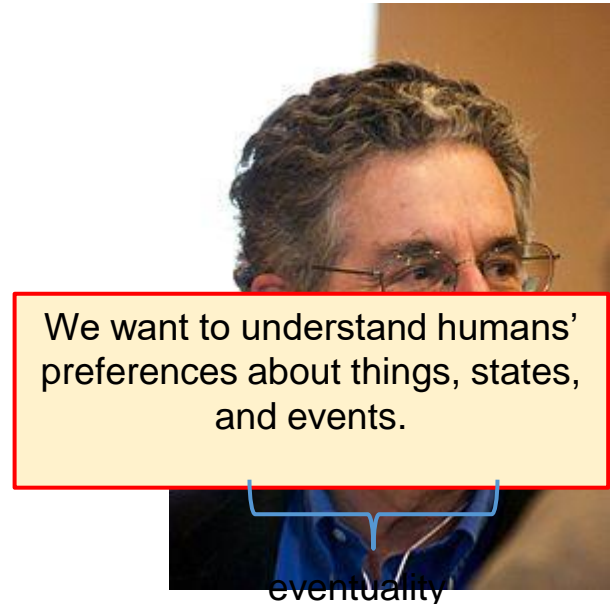 We want to understand humans’
preferences about things, states,
and events.
eventuality